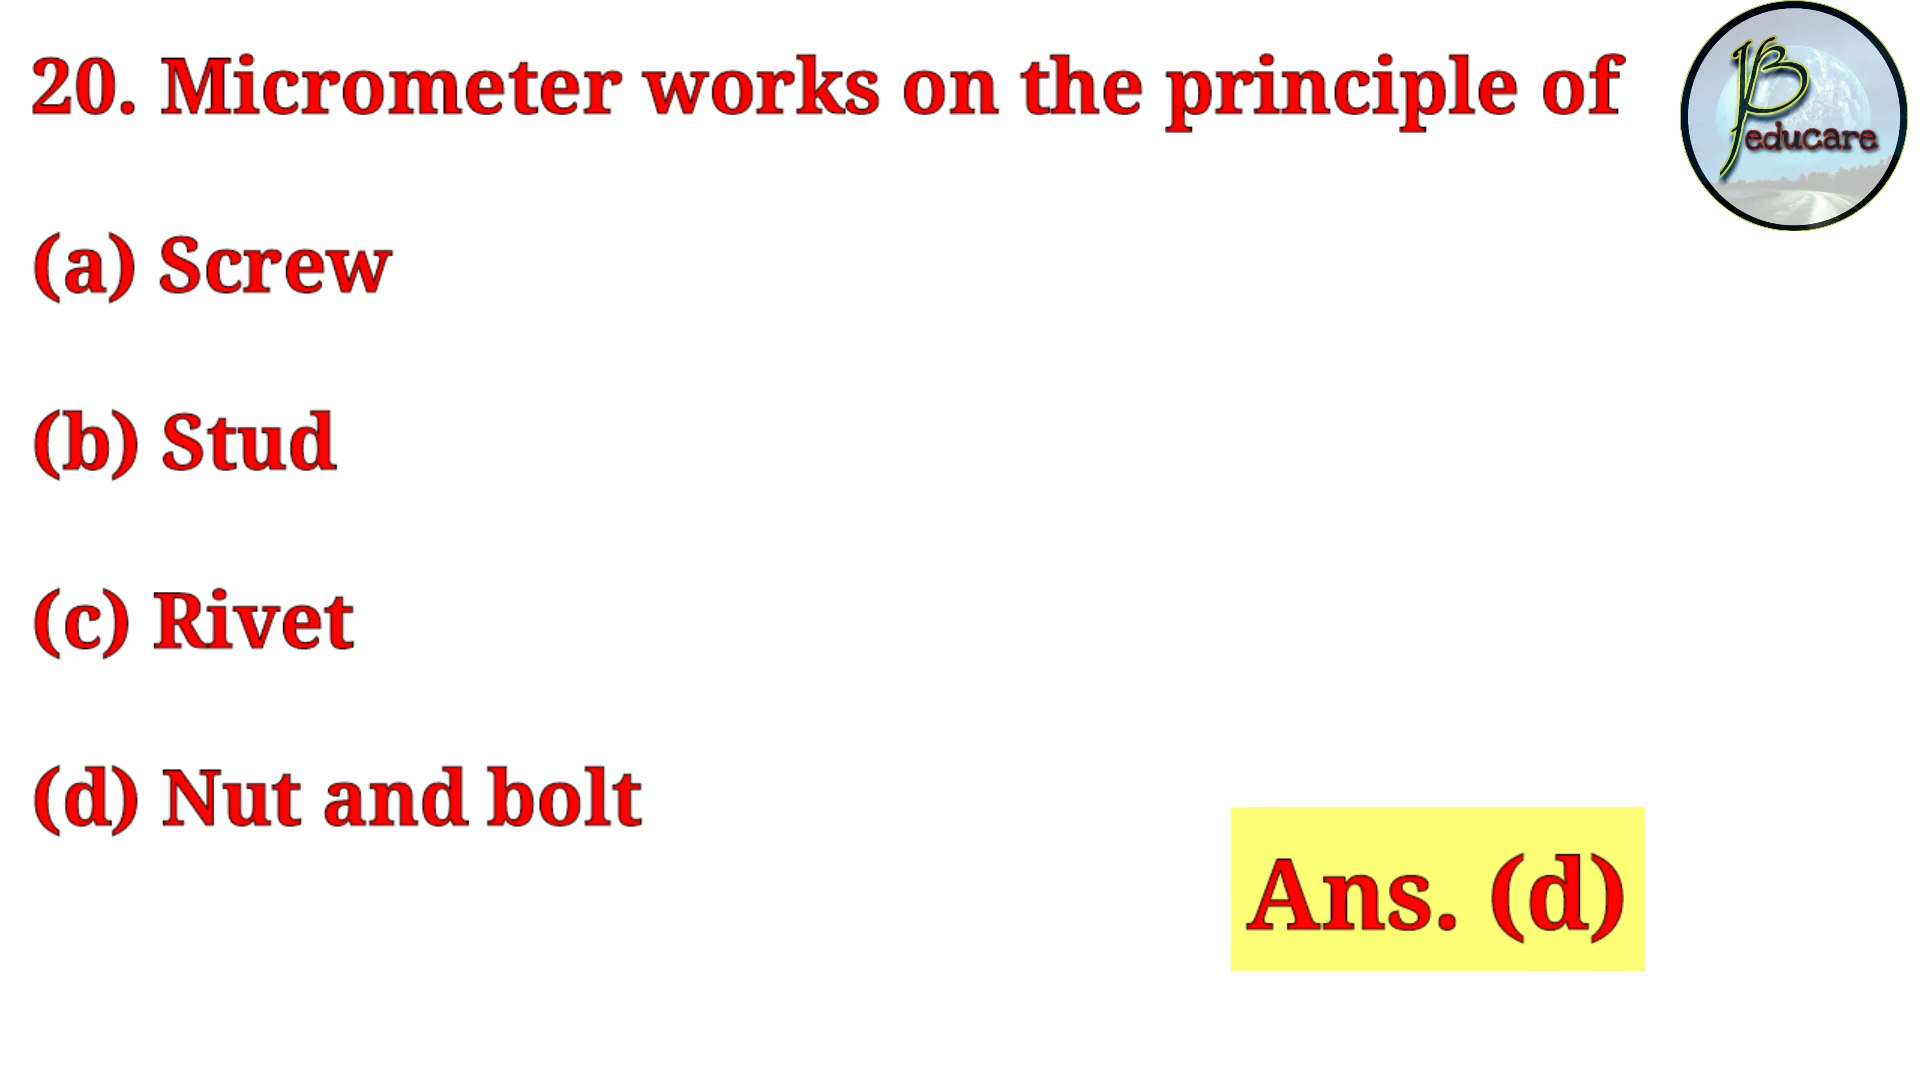 20. Micrometer works on the principle of
(a) Screw
(b) Stud
(c) Rivet
(d) Nut and bolt
Ans. (d)
educare